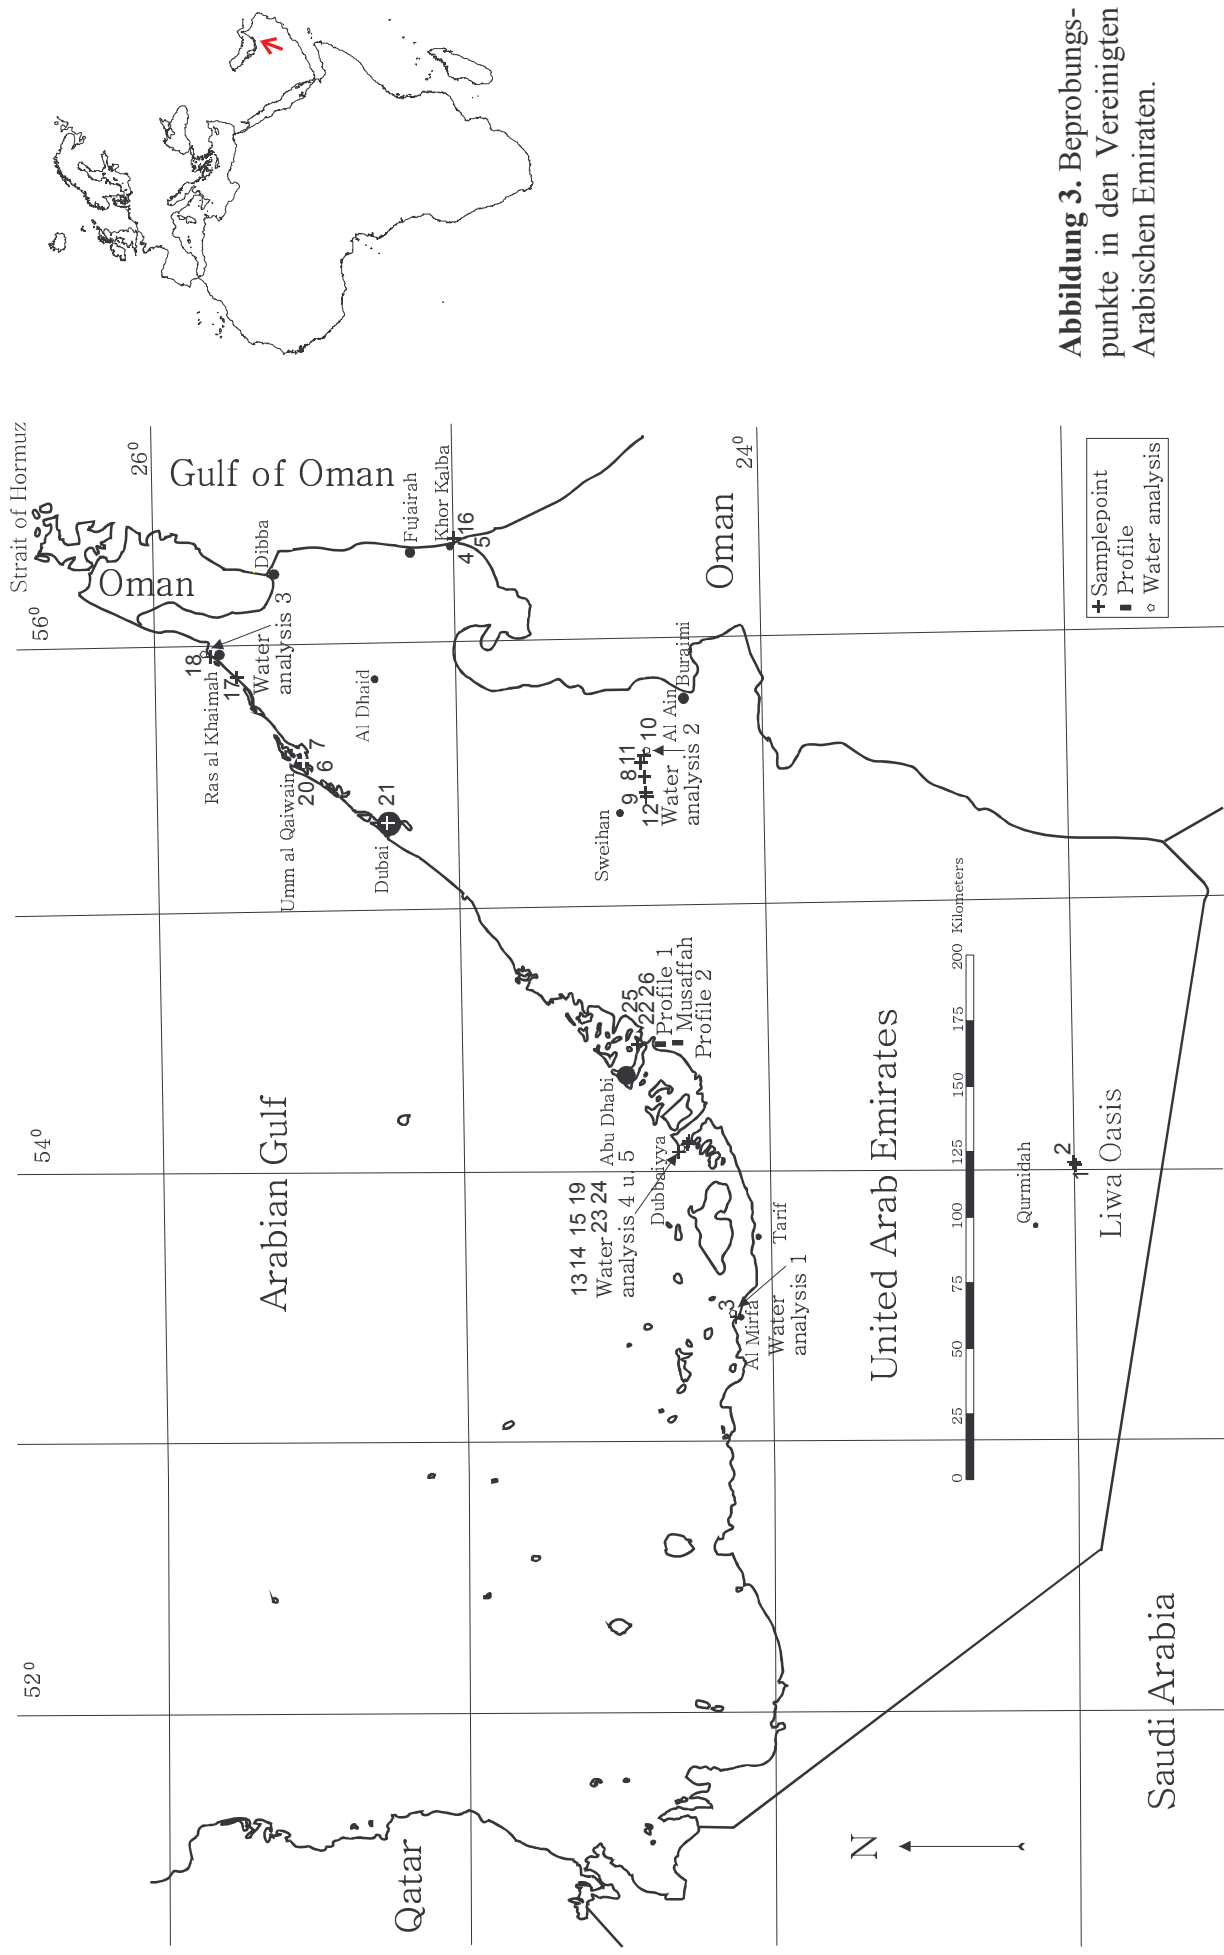 Strait of Hormuz
56⁰
26⁰
Oman
Gulf of Oman
Dibba
Fujairah
Khor Kalba
4
16
5
18
Ras al Khaimah
17
Water
analysis 3
Umm al Qaiwain
20
6
7
Al Dhaid
Dubai
21
Oman
24⁰
Sweihan
12
9
8
11
10
Al Ain
Buraimi
Water
analysis 2
54⁰
Arabian Gulf
Abu Dhabi
25
22 26
Profile 1
Musaffah
Profile 2
13 14 15 19
Water 23 24
analysis 4 u. 5
Dubbaiyya
Tarif
3
Al Mirfa
Water
analysis 1
United Arab Emirates
0 25 50 75 100 125 150 175 200 Kilometers
Qurmidah
1
2
Liwa Oasis
52⁰
Qatar
N
Saudi Arabia
Samplepoint
Profile
Water analysis
Abbildung 3. Beprobungs-
punkte in den Vereinigten
Arabischen Emiraten.